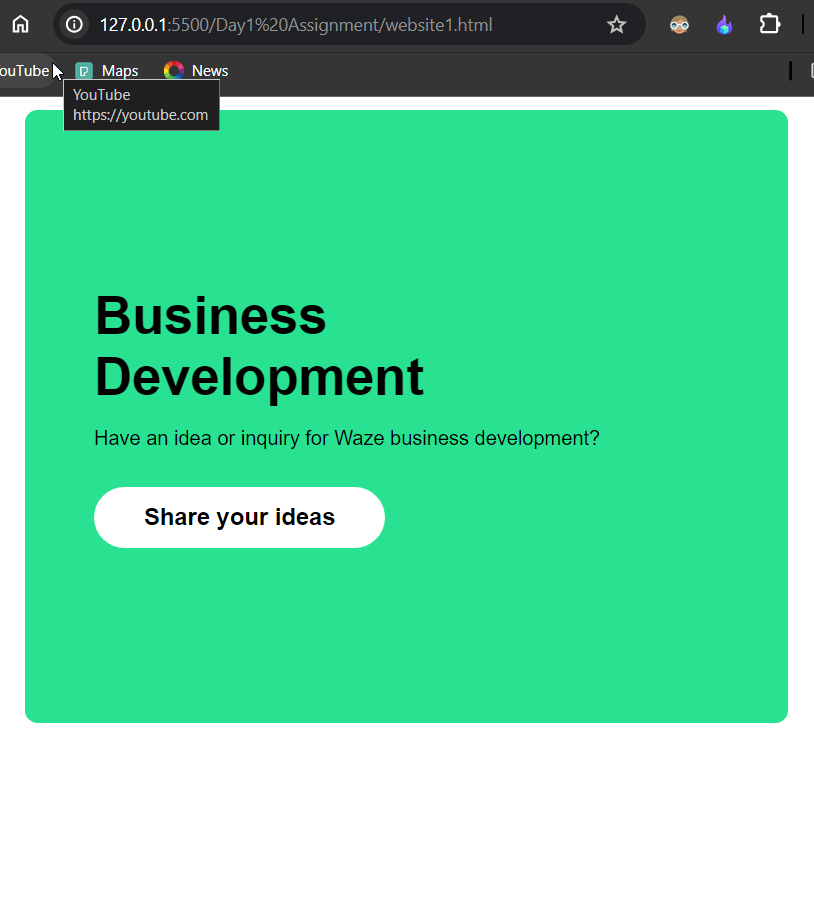 127.0.0.1:5500/Day1%20Assignment/website1.html
ouTube Maps News
YouTube
https://youtube.com
Business
Development
Have an idea or inquiry for Waze business development?
Share your ideas